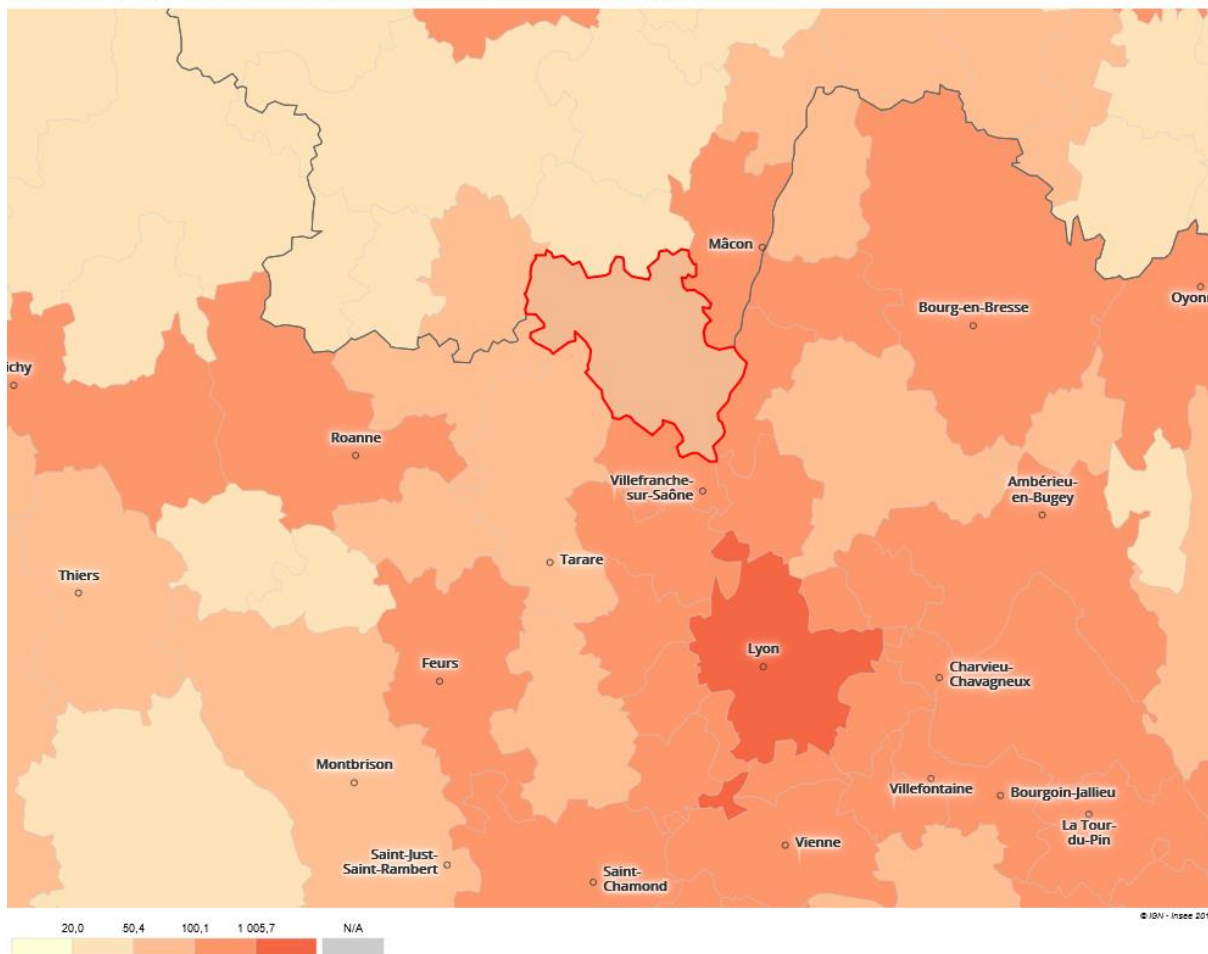 Mâcon
Bourg-en-Bresse
Oyonn
ichy
Roanne
Villefranche-
sur-Saône
Ambérieu-
en-Bugey
Thiers
Tarare
Lyon
Feurs
Charvieu-
Chavagneux
Montbrison
Villefontaine
Bourgoin-Jallieu
La Tour-
du-Pin
Saint-Just-
Saint-Rambert
Vienne
Saint-
Chamond
© IGN - Insee 201
20,0 50,4 100,1 1 005,7 N/A